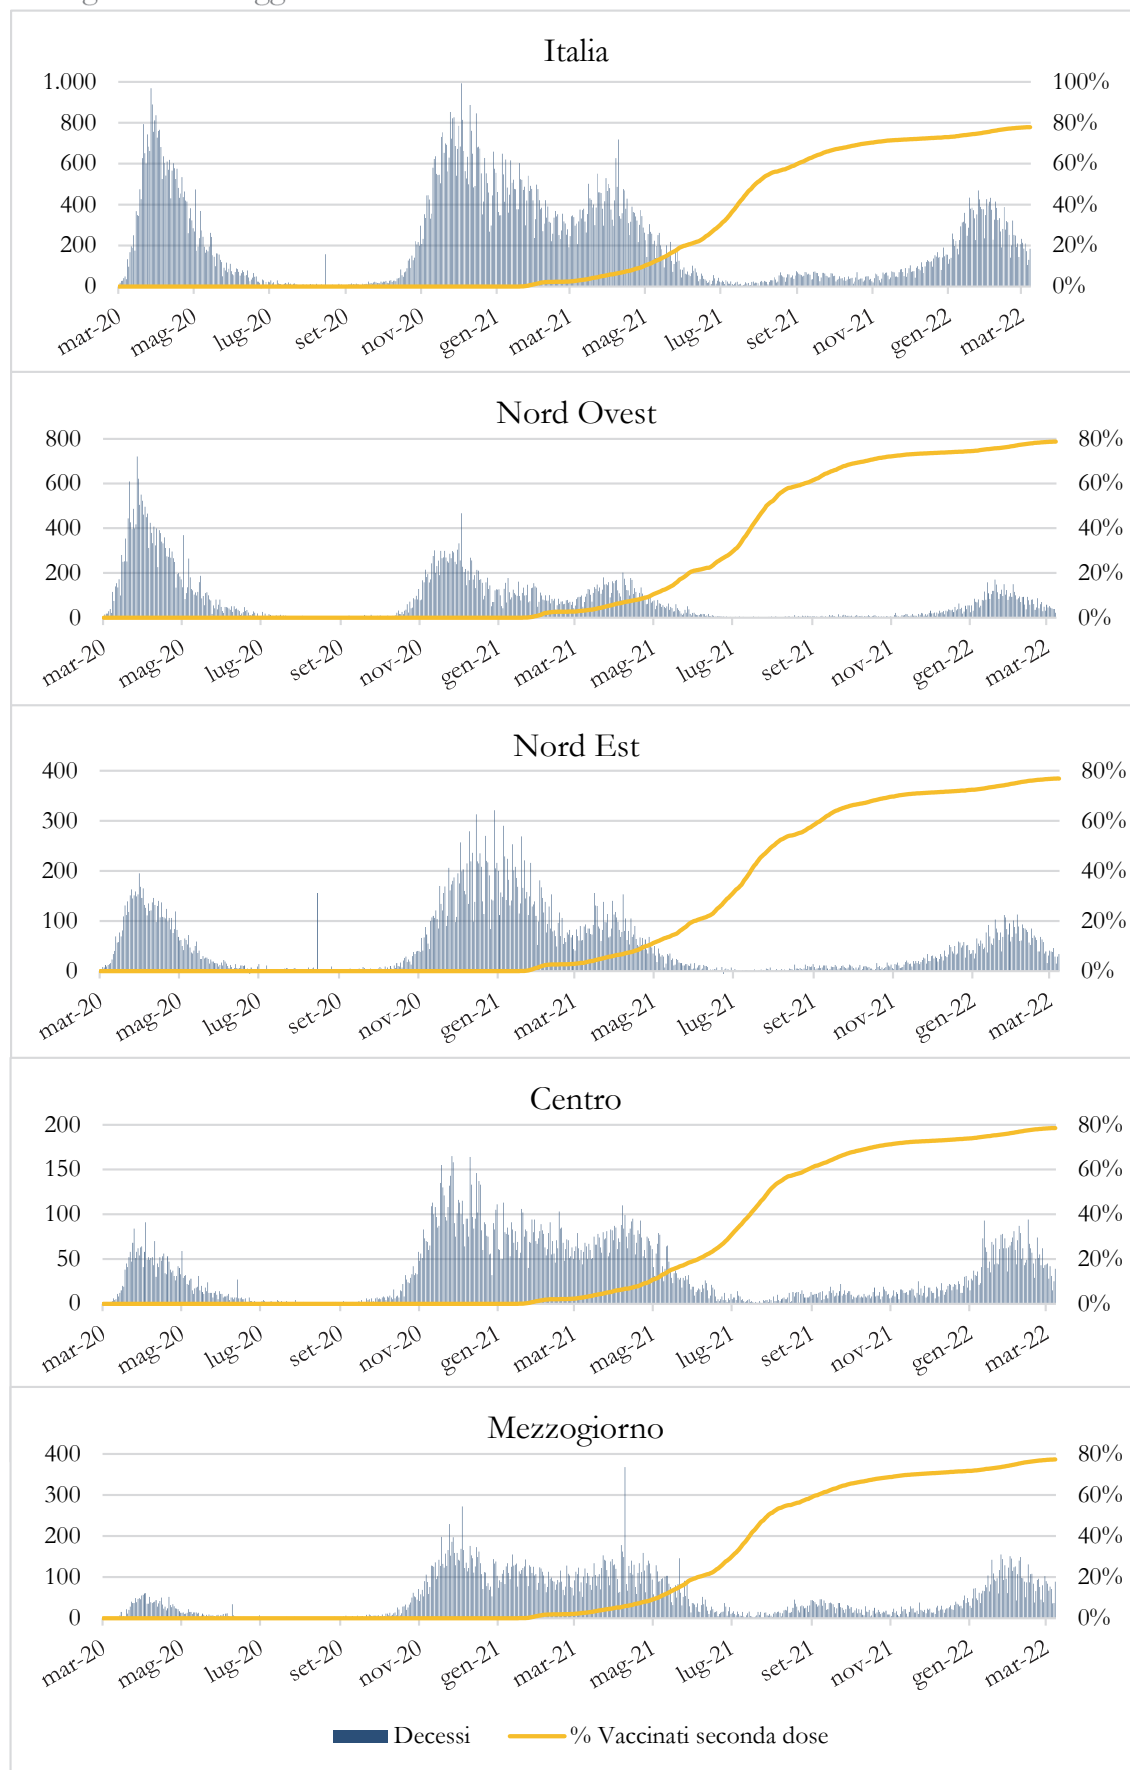 Italia
1.000 100%
800 80%
600 60%
400 40%
200 20%
0 0%
mar-20 mag-20 lug-20 set-20 nov-20 gen-21 mar-21 mag-21 lug-21 set-21 nov-21 gen-22 mar-22
Nord Ovest
800 80%
600 60%
400 40%
200 20%
0 0%
mar-20 mag-20 lug-20 set-20 nov-20 gen-21 mar-21 mag-21 lug-21 set-21 nov-21 gen-22 mar-22
Nord Est
400 80%
300 60%
200 40%
100 20%
0 0%
mar-20 mag-20 lug-20 set-20 nov-20 gen-21 mar-21 mag-21 lug-21 set-21 nov-21 gen-22 mar-22
Centro
200 80%
150 60%
100 40%
50 20%
0 0%
mar-20 mag-20 lug-20 set-20 nov-20 gen-21 mar-21 mag-21 lug-21 set-21 nov-21 gen-22 mar-22
Mezzogiorno
400 80%
300 60%
200 40%
100 20%
0 0%
mar-20 mag-20 lug-20 set-20 nov-20 gen-21 mar-21 mag-21 lug-21 set-21 nov-21 gen-22 mar-22
Decessi % Vaccinati seconda dose